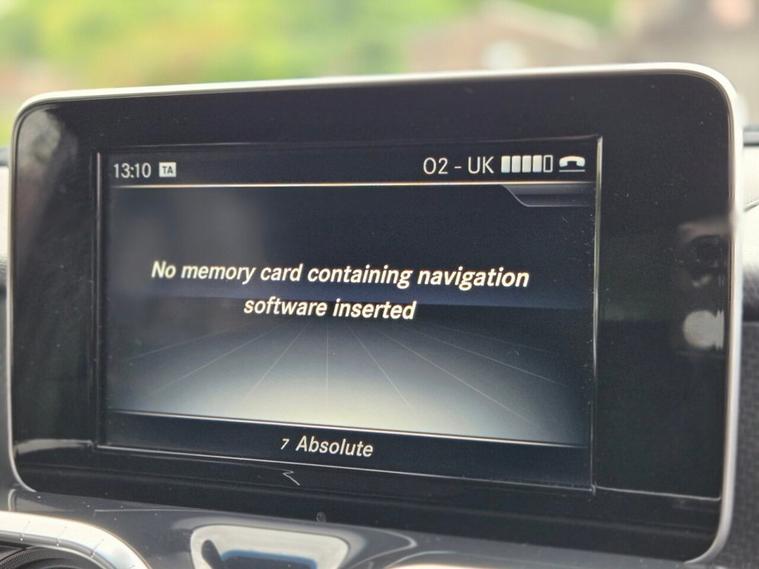 13:10 TA O2 - UK
No memory card containing navigation
software inserted
7 Absolute